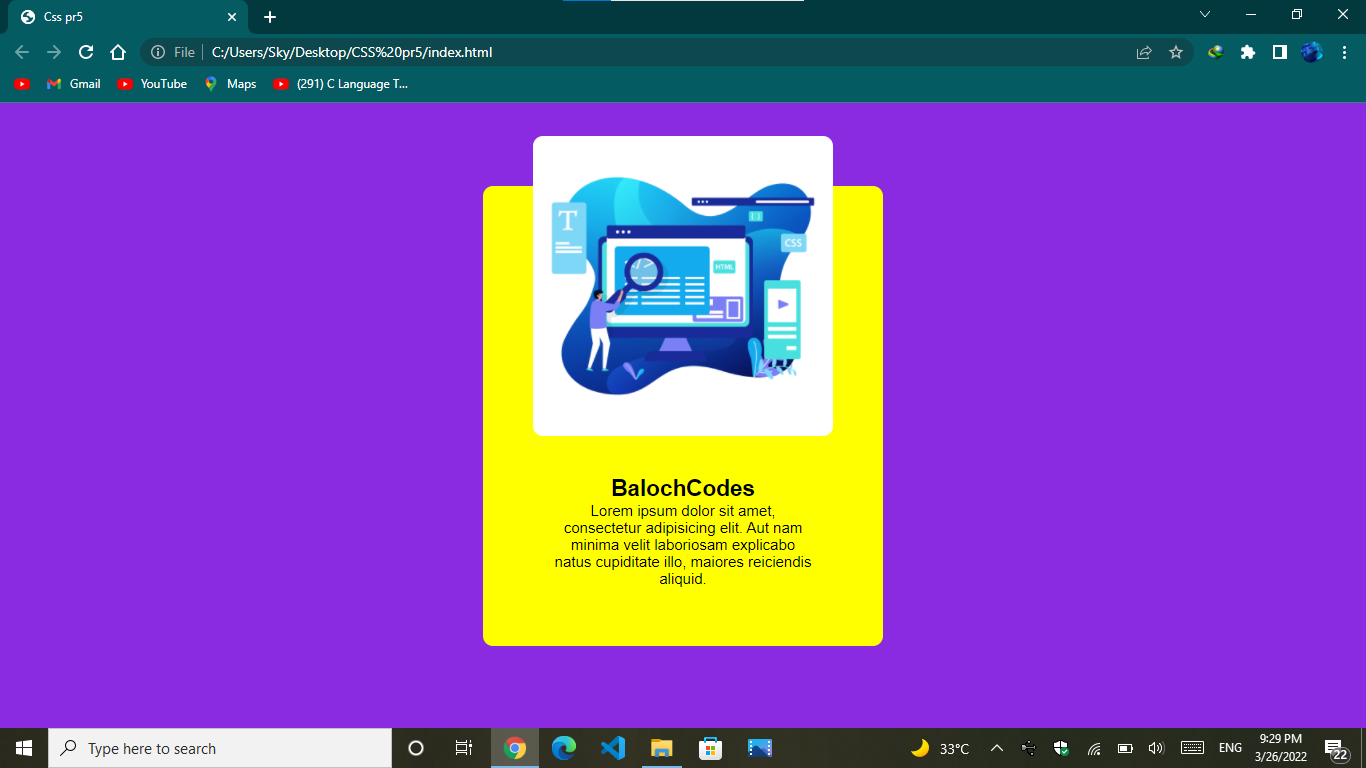 Css pr5
File
C:/Users/Sky/Desktop/CSS%20pr5/index.html
Gmail
YouTube
Maps
(291) C Language T...
T
{ }
CSS
</>
HTML
BalochCodes
Lorem ipsum dolor sit amet,
consectetur adipisicing elit. Aut nam
minima velit laboriosam explicabo
natus cupiditate illo, maiores reiciendis
aliquid.
Type here to search
33°C
ENG
9:29 PM
3/26/2022
22